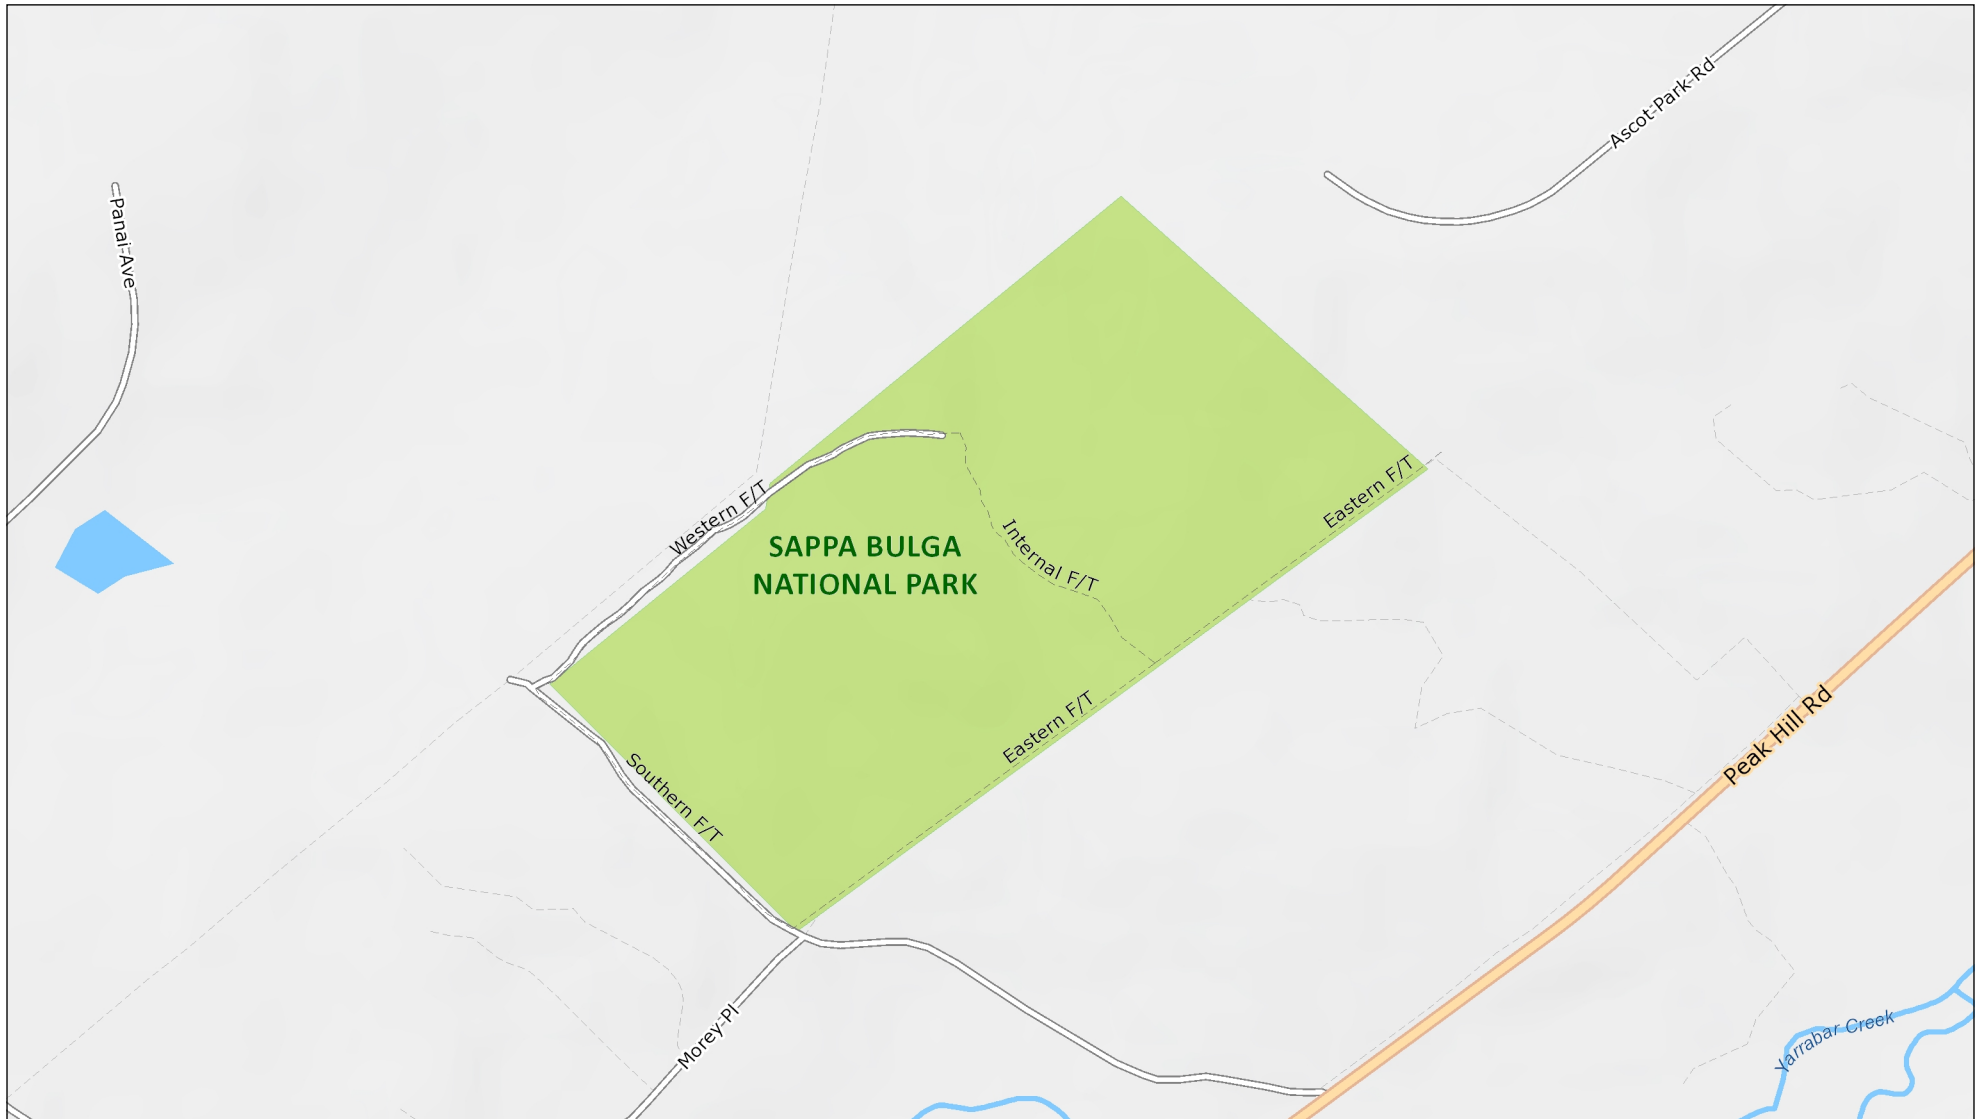 Ascot-Park-Rd
Panai-Ave
Western F/T
Eastern F/T
SAPPA BULGA
NATIONAL PARK
Internal F/T
Eastern F/T
Southern F/T
Peak Hill Rd
Morey-Pl
Yarrabar Creek